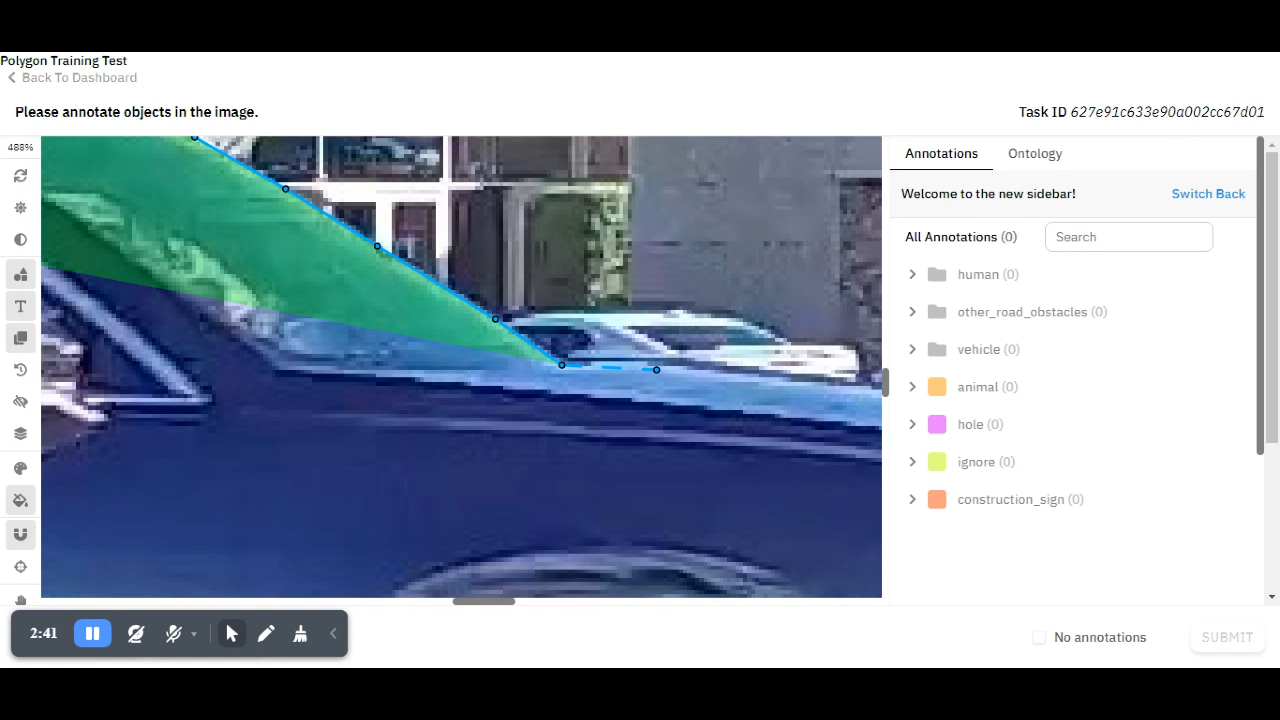 Polygon Training Test
Back To Dashboard
Please annotate objects in the image.
Task ID 627e91c633e90a002cc67d01
488%
Annotations
Ontology
Welcome to the new sidebar!
Switch Back
All Annotations (0)
Search
human (0)
other_road_obstacles (0)
vehicle (0)
animal (0)
hole (0)
ignore (0)
construction_sign (0)
2:41
No annotations
SUBMIT